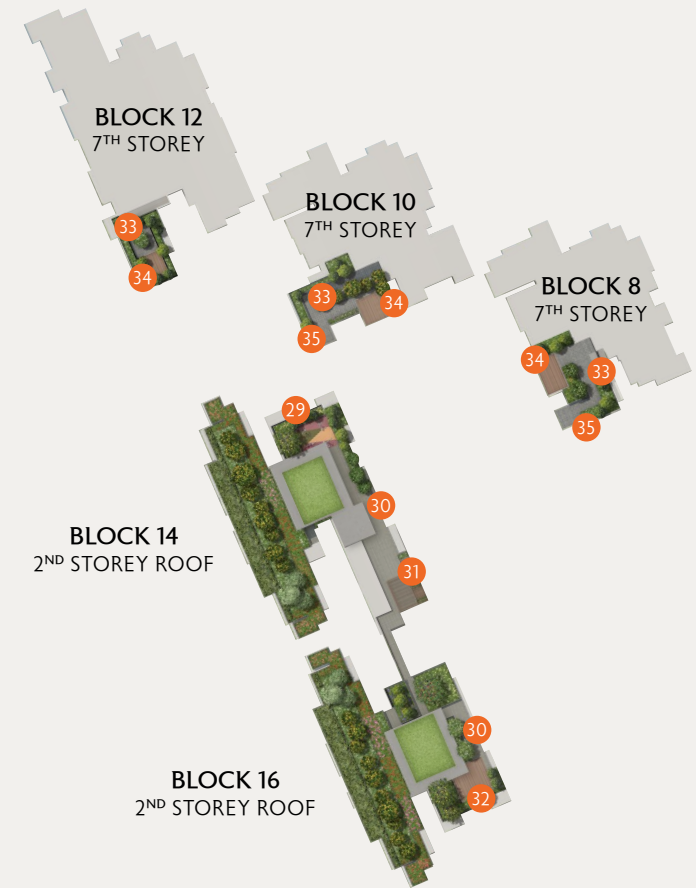 BLOCK 12
7TH STOREY
33
34
BLOCK 10
7TH STOREY
33
34
35
BLOCK 8
7TH STOREY
34
33
35
29
30
BLOCK 14
2ND STOREY ROOF
31
30
BLOCK 16
2ND STOREY ROOF
32